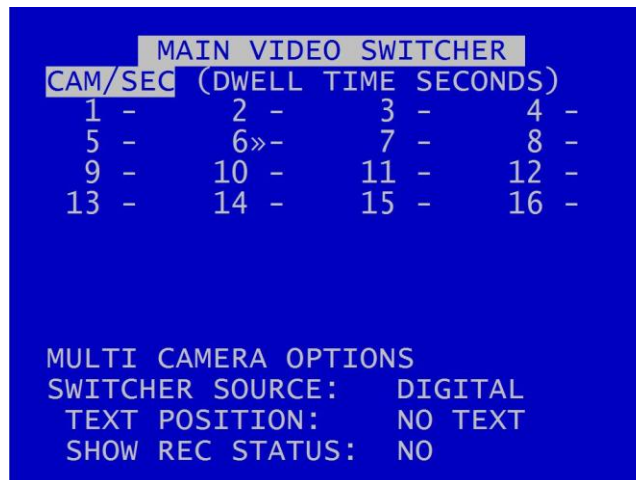 MAIN VIDEO SWITCHER
CAM/SEC (DWELL TIME SECONDS)
1 - 2 - 3 - 4 -
5 - 6»- 7 - 8 -
9 - 10 - 11 - 12 -
13 - 14 - 15 - 16 -
MULTI CAMERA OPTIONS
SWITCHER SOURCE: DIGITAL
TEXT POSITION: NO TEXT
SHOW REC STATUS: NO